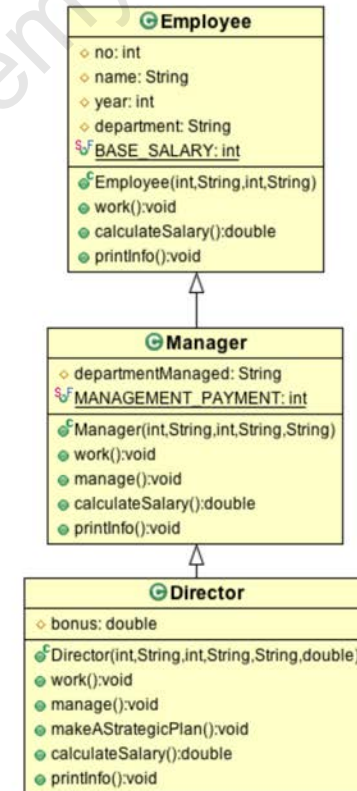 Employee
no: int
name: String
year: int
department: String
BASE_SALARY: int
Employee(int,String,int,String)
work():void
calculateSalary():double
printInfo():void
Manager
departmentManaged: String
MANAGEMENT_PAYMENT: int
Manager(int,String,int,String,String)
work():void
manage():void
calculateSalary():double
printInfo():void
Director
bonus: double
Director(int,String,int,String,String,double)
work():void
manage():void
makeAStrategicPlan():void
calculateSalary():double
printInfo():void